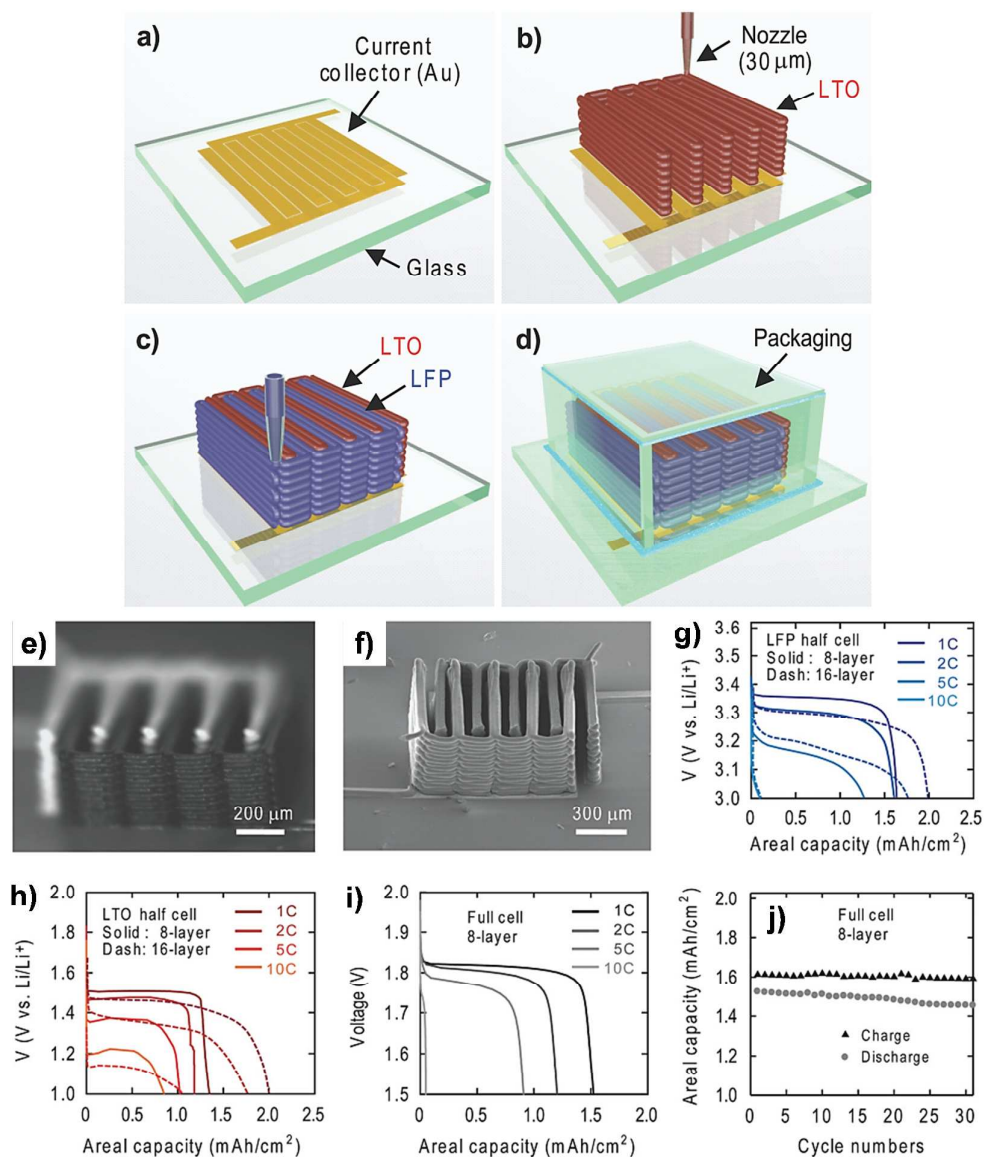 a)
Current
collector (Au)
Glass
b)
Nozzle
(30 μm)
LTO
c)
LTO
LFP
d)
Packaging
e)
200 μm
f)
300 μm
g)
LFP half cell
Solid : 8-layer
Dash: 16-layer
1C
2C
5C
10C
3.6
3.5
3.4
3.3
3.2
3.1
3.0
V (V vs. Li/Li⁺)
0 0.5 1.0 1.5 2.0 2.5
Areal capacity (mAh/cm²)
h)
LTO half cell
Solid : 8-layer
Dash: 16-layer
1C
2C
5C
10C
2.0
1.8
1.6
1.4
1.2
1.0
V (V vs. Li/Li⁺)
0 0.5 1.0 1.5 2.0 2.5
Areal capacity (mAh/cm²)
i)
Full cell
8-layer
1C
2C
5C
10C
2.0
1.9
1.8
1.7
1.6
1.5
Voltage (V)
0 0.5 1.0 1.5 2.0
Areal capacity (mAh/cm²)
j)
Full cell
8-layer
Charge
Discharge
2.0
1.8
1.6
1.4
1.2
1.0
Areal capacity (mAh/cm²)
0 10 20 30
Cycle numbers